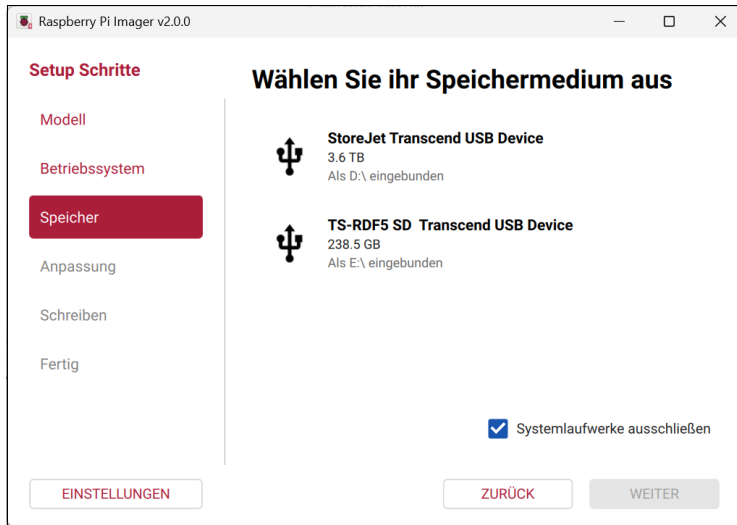 Raspberry Pi Imager v2.0.0
Setup Schritte
Modell
Betriebssystem
Speicher
Anpassung
Schreiben
Fertig
EINSTELLUNGEN
Wählen Sie ihr Speichermedium aus
StoreJet Transcend USB Device
3.6 TB
Als D:\ eingebunden
TS-RDF5 SD  Transcend USB Device
238.5 GB
Als E:\ eingebunden
Systemlaufwerke ausschließen
ZURÜCK
WEITER